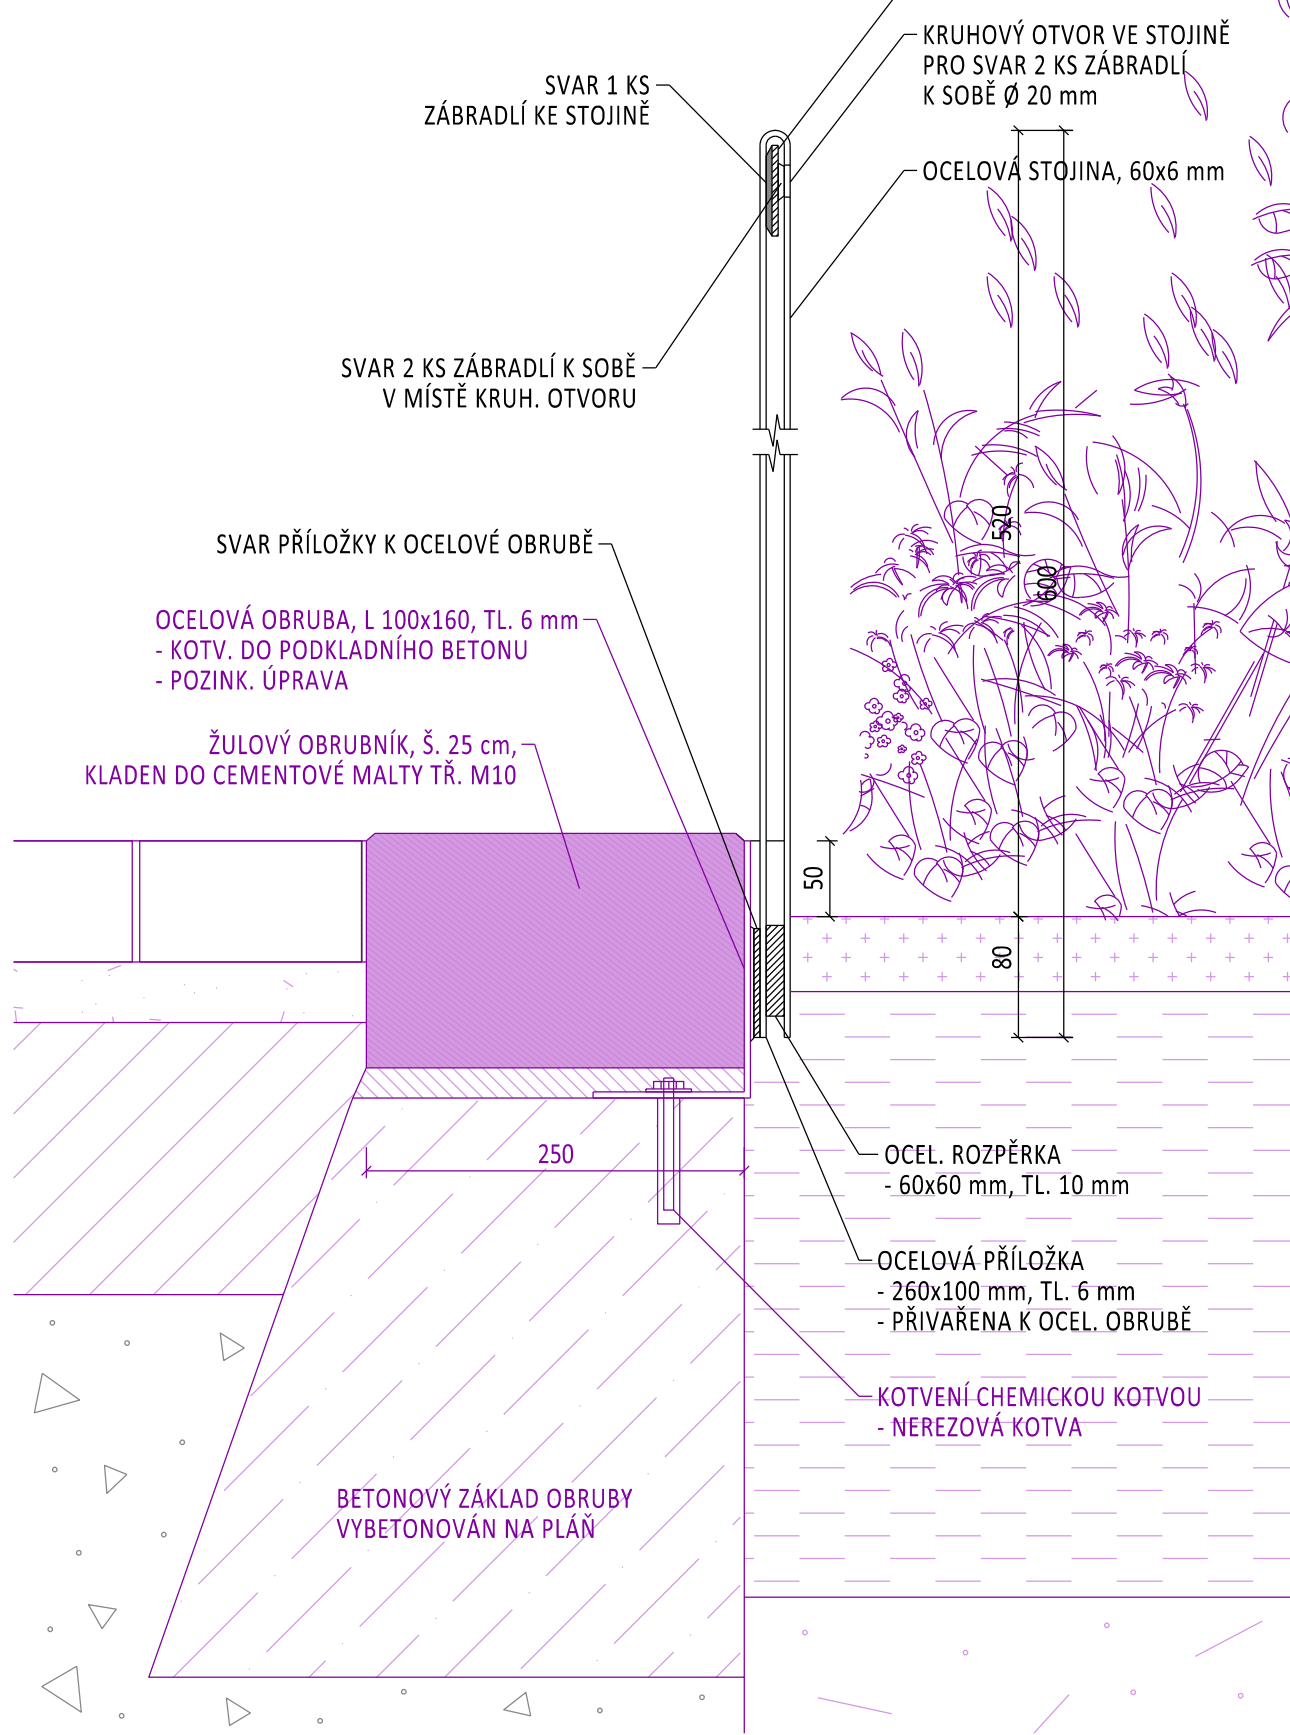 KRUHOVÝ OTVOR VE STOJINĚ
PRO SVAR 2 KS ZÁBRADLÍ
K SOBĚ Ø 20 mm
SVAR 1 KS
ZÁBRADLÍ KE STOJINĚ
OCELOVÁ STOJINA, 60x6 mm
SVAR 2 KS ZÁBRADLÍ K SOBĚ
V MÍSTĚ KRUH. OTVORU
520
600
SVAR PŘÍLOŽKY K OCELOVÉ OBRUBĚ
OCELOVÁ OBRUBA, L 100x160, TL. 6 mm
- KOTV. DO PODKLADNÍHO BETONU
- POZINK. ÚPRAVA
ŽULOVÝ OBRUBNÍK, Š. 25 cm,
KLADEN DO CEMENTOVÉ MALTY TŘ. M10
50
80
250
OCEL. ROZPĚRKA
- 60x60 mm, TL. 10 mm
OCELOVÁ PŘÍLOŽKA
- 260x100 mm, TL. 6 mm
- PŘIVAŘENA K OCEL. OBRUBĚ
KOTVENÍ CHEMICKOU KOTVOU
- NEREZOVÁ KOTVA
BETONOVÝ ZÁKLAD OBRUBY
VYBETONOVÁN NA PLÁŇ